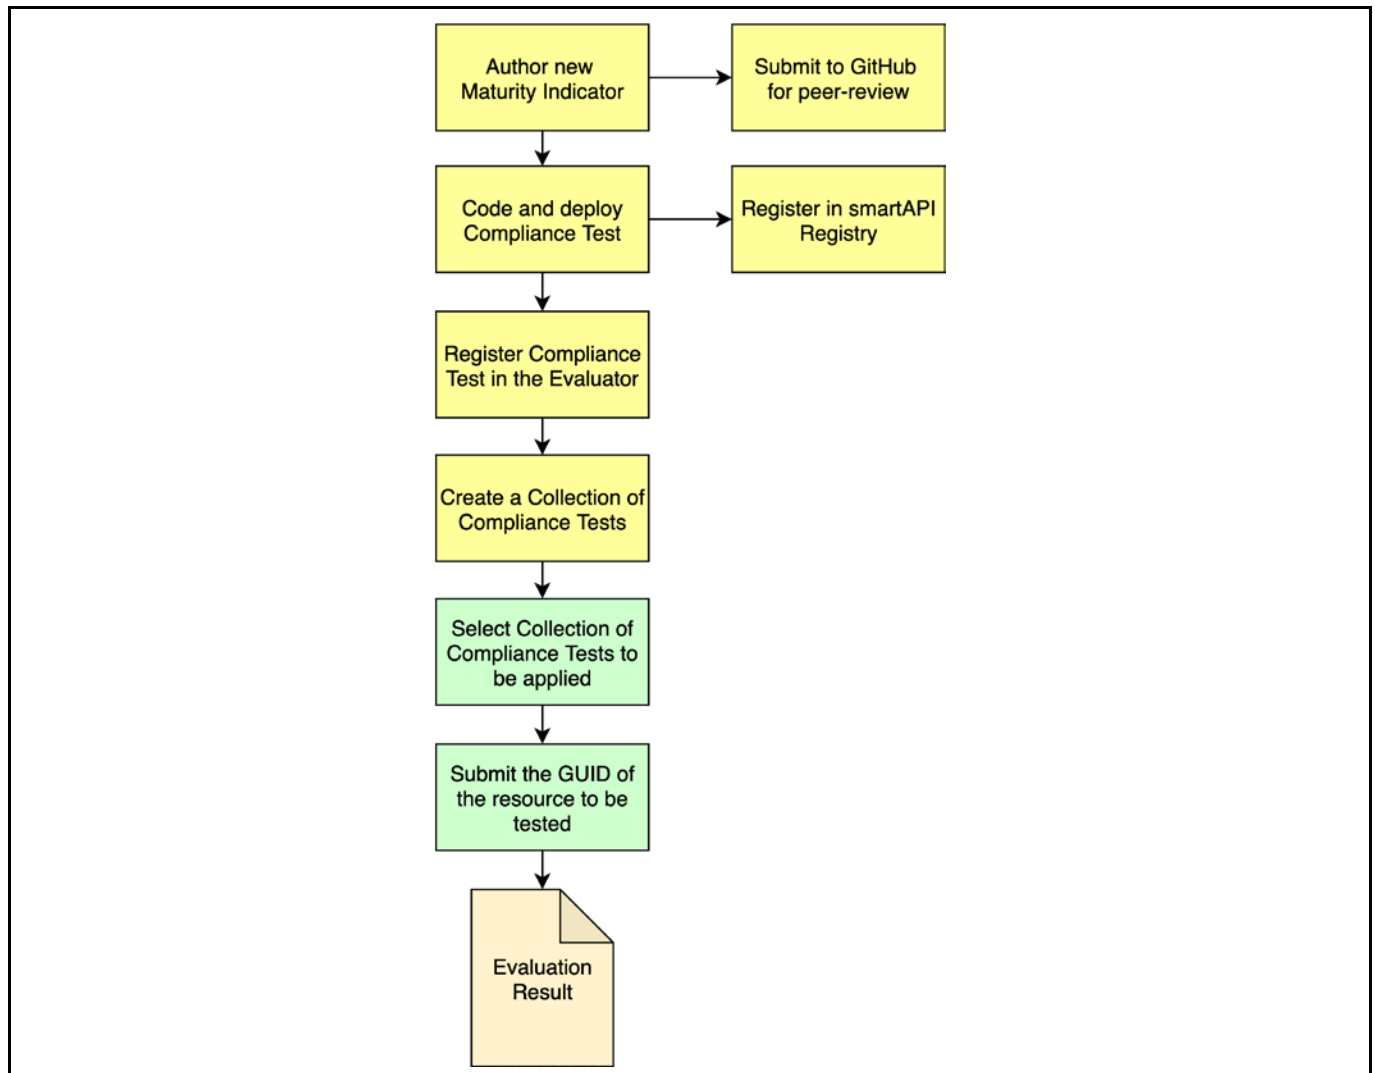 Author new
Maturity Indicator
Submit to GitHub
for peer-review
Code and deploy
Compliance Test
Register in smartAPI
Registry
Register Compliance
Test in the Evaluator
Create a Collection of
Compliance Tests
Select Collection of
Compliance Tests to
be applied
Submit the GUID of
the resource to be
tested
Evaluation
Result